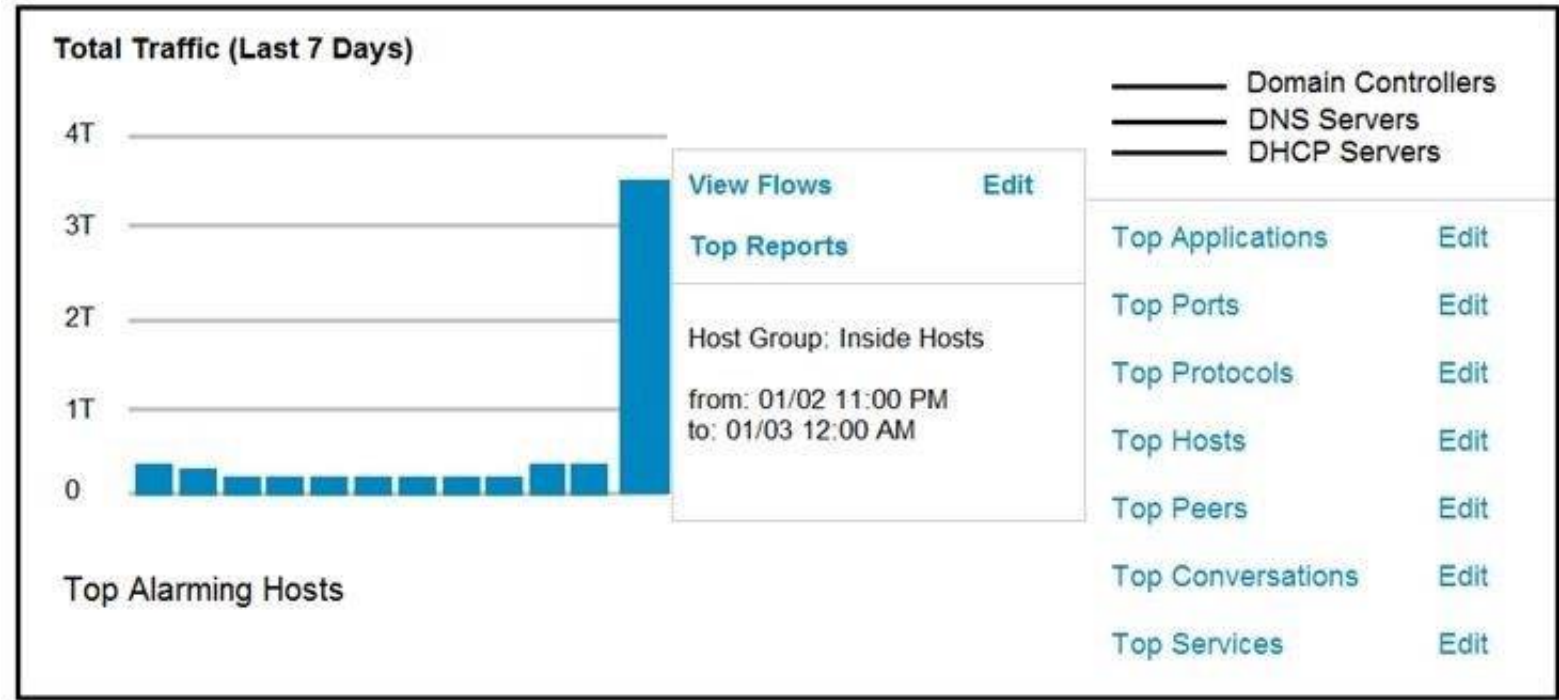 Total Traffic (Last 7 Days)
4T
3T
2T
1T
0
View Flows Edit
Top Reports
Host Group: Inside Hosts
from: 01/02 11:00 PM
to: 01/03 12:00 AM
Domain Controllers
DNS Servers
DHCP Servers
Top Applications Edit
Top Ports Edit
Top Protocols Edit
Top Hosts Edit
Top Peers Edit
Top Conversations Edit
Top Services Edit
Top Alarming Hosts